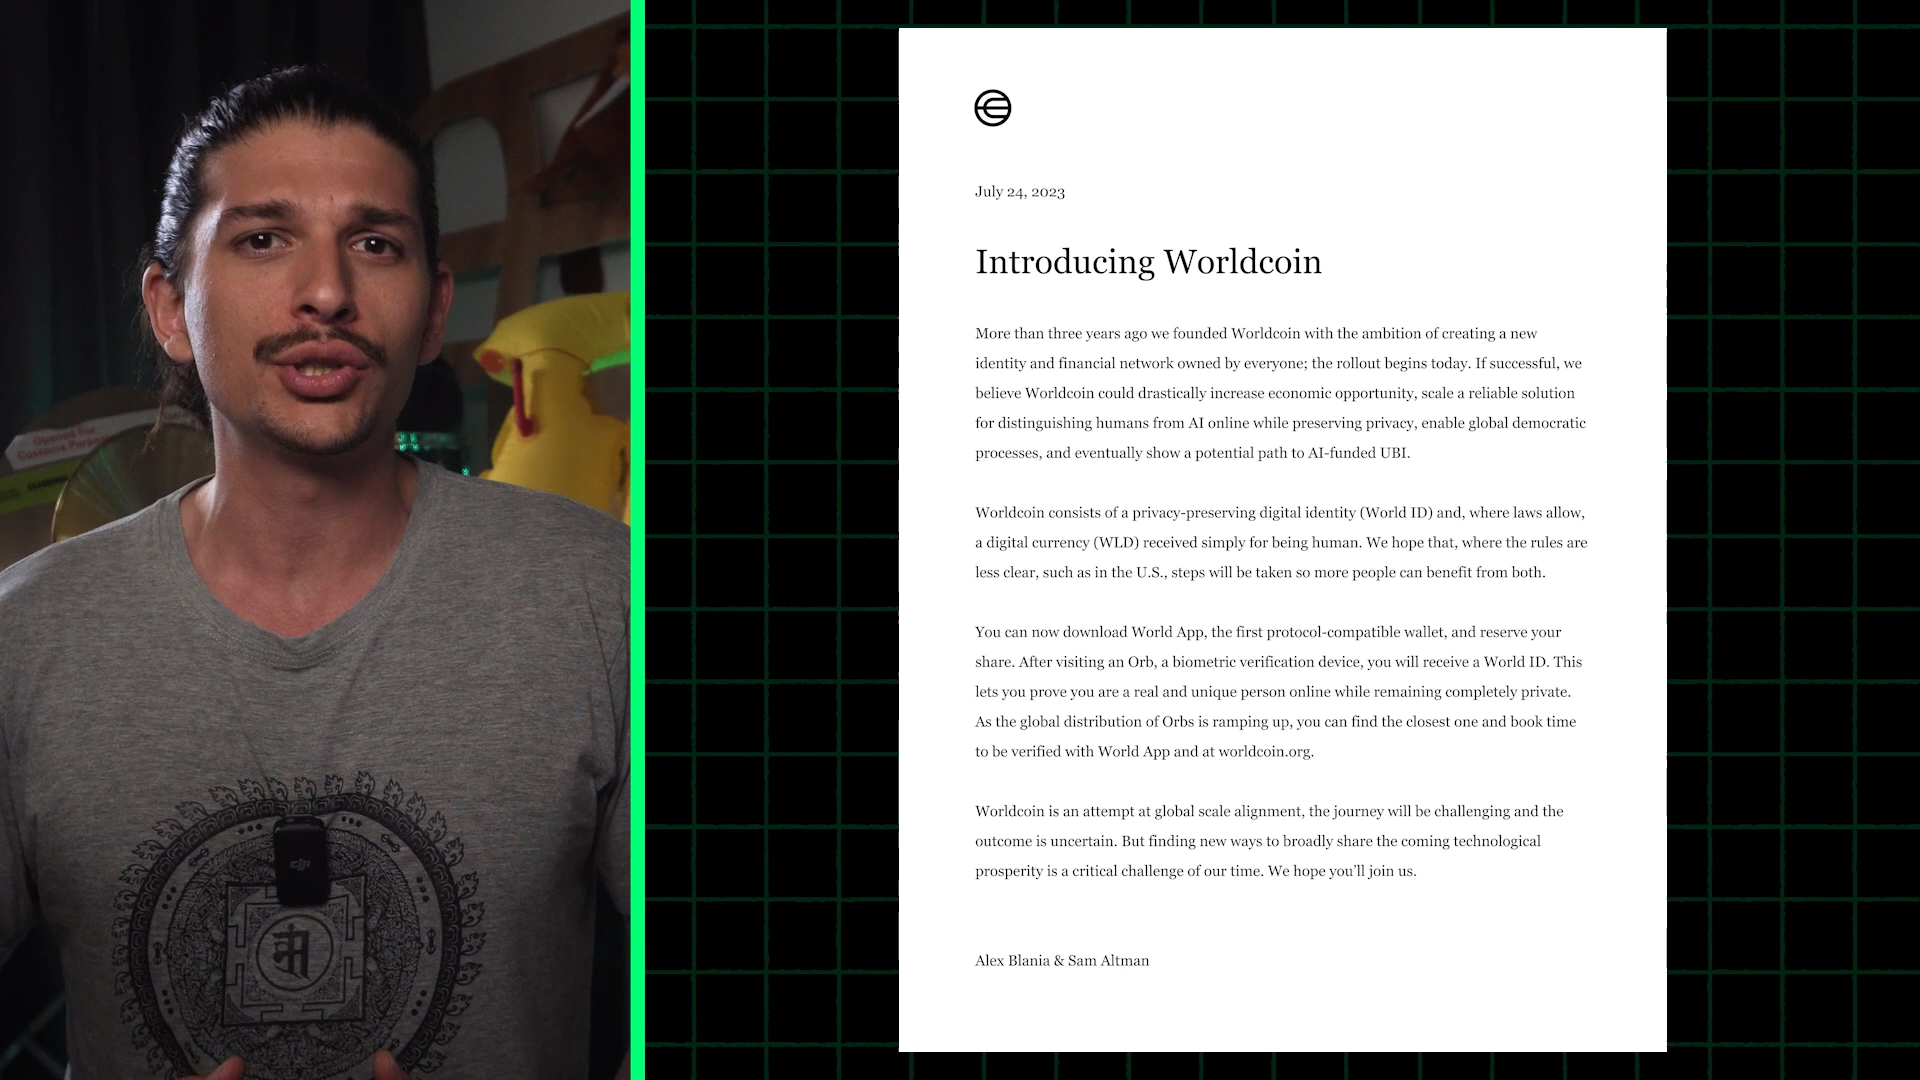 Opened For
Customs Purpo
dji
July 24, 2023
Introducing Worldcoin
More than three years ago we founded Worldcoin with the ambition of creating a new
identity and financial network owned by everyone; the rollout begins today. If successful, we
believe Worldcoin could drastically increase economic opportunity, scale a reliable solution
for distinguishing humans from AI online while preserving privacy, enable global democratic
processes, and eventually show a potential path to AI-funded UBI.
Worldcoin consists of a privacy-preserving digital identity (World ID) and, where laws allow,
a digital currency (WLD) received simply for being human. We hope that, where the rules are
less clear, such as in the U.S., steps will be taken so more people can benefit from both.
You can now download World App, the first protocol-compatible wallet, and reserve your
share. After visiting an Orb, a biometric verification device, you will receive a World ID. This
lets you prove you are a real and unique person online while remaining completely private.
As the global distribution of Orbs is ramping up, you can find the closest one and book time
to be verified with World App and at worldcoin.org.
Worldcoin is an attempt at global scale alignment, the journey will be challenging and the
outcome is uncertain. But finding new ways to broadly share the coming technological
prosperity is a critical challenge of our time. We hope you'll join us.
Alex Blania & Sam Altman